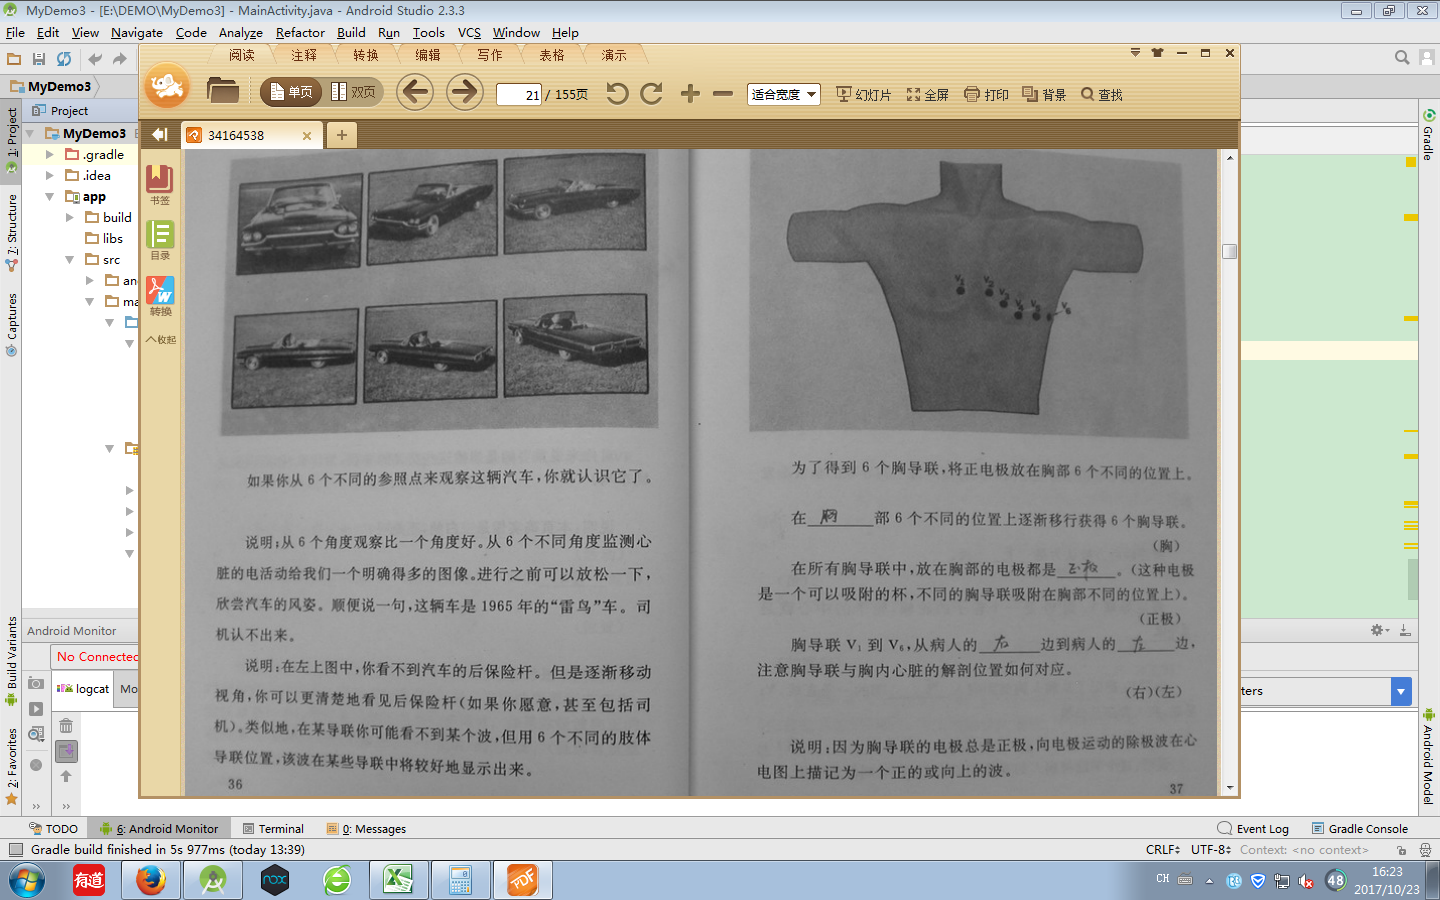 MyDemo3 - [E:\DEMO\MyDemo3] - MainActivity.java - Android Studio 2.3.3
File Edit View Navigate Code Analyze Refactor Build Run Tools VCS Window Help
MyDemo3
Project
MyDemo3
.gradle
.idea
app
build
libs
src
an
ma
1: Project
7: Structure
Captures
Build Variants
2: Favorites
阅读 注释 转换 编辑 写作 表格 演示
单页 双页
21 / 155页
适合宽度
幻灯片 全屏 打印 背景 查找
34164538
书签
目录
转换
收起
如果你从 6 个不同的参照点来观察这辆汽车，你就认识它了。
说明：从 6 个角度观察比一个角度好。从 6 个不同角度监测心
脏的电活动给我们一个明确得多的图像。进行之前可以放松一下，
欣尝汽车的风姿。顺便说一句，这辆车是 1965 年的“雷鸟”车。司
机认不出来。
说明：在左上图中，你看不到汽车的后保险杆。但是逐渐移动
视角，你可以更清楚地看见后保险杆（如果你愿意，甚至包括司
机）。类似地，在某导联你可能看不到某个波，但用 6 个不同的肢体
导联位置，该波在某些导联中将较好地显示出来。
36
V1 V2 V3 V4 V5 V6
为了得到 6 个胸导联，将正电极放在胸部 6 个不同的位置上。
在 胸 部 6 个不同的位置上逐渐移行获得 6 个胸导联。
（胸）
在所有胸导联中，放在胸部的电极都是 正极 。（这种电极
是一个可以吸附的杯，不同的胸导联吸附在胸部不同的位置上）。
（正极）
胸导联 V₁ 到 V₆，从病人的 右 边到病人的 左 边，
注意胸导联与胸内心脏的解剖位置如何对应。
（右）（左）
说明：因为胸导联的电极总是正极，向电极运动的除极波在心
电图上描记为一个正的或向上的波。
37
Gradle
Android Model
Android Monitor
No Connected
logcat Mo
ters
TODO 6: Android Monitor Terminal 0: Messages Event Log Gradle Console
Gradle build finished in 5s 977ms (today 13:39) CRLF UTF-8 Context: <no context>
有道
nox
PDF
CH
48
16:23
2017/10/23